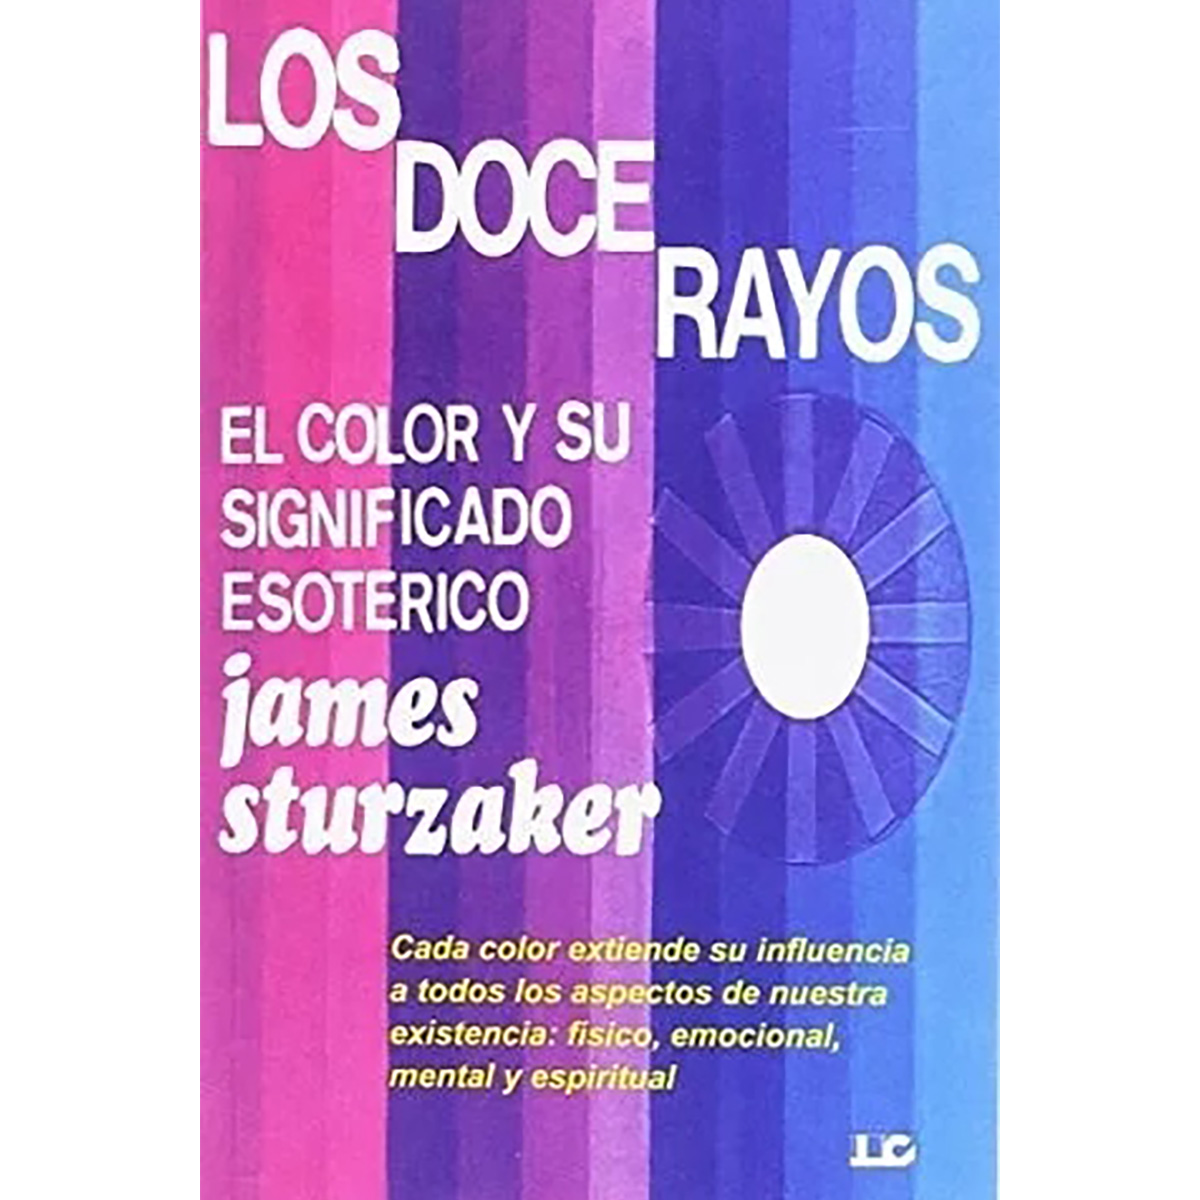 LOS
DOCE
RAYOS
EL COLOR Y SU
SIGNIFICADO
ESOTERICO
james
sturzaker
Cada color extiende su influencia
a todos los aspectos de nuestra
existencia: físico, emocional,
mental y espiritual